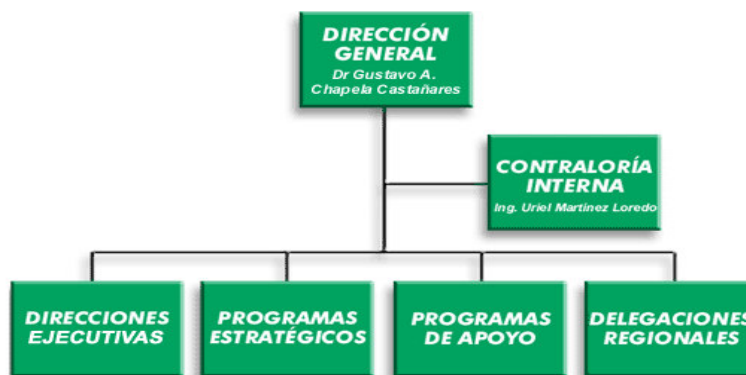 DIRECCIÓN
GENERAL
Dr Gustavo A.
Chapela Castañares
CONTRALORÍA
INTERNA
Ing. Uriel Martínez Loredo
DIRECCIONES
EJECUTIVAS
PROGRAMAS
ESTRATÉGICOS
PROGRAMAS
DE APOYO
DELEGACIONES
REGIONALES